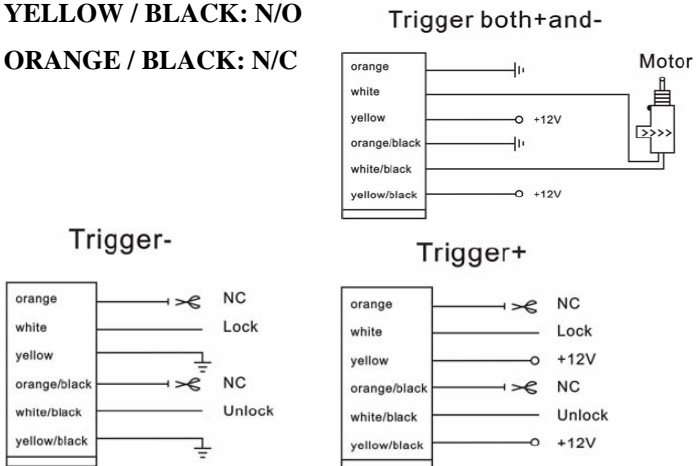 YELLOW / BLACK: N/O
ORANGE / BLACK: N/C
Trigger both+and-
Motor
orange
white
yellow +12V
orange/black
white/black
yellow/black +12V
Trigger-
orange NC
white Lock
yellow
orange/black NC
white/black Unlock
yellow/black
Trigger+
orange NC
white Lock
yellow +12V
orange/black NC
white/black Unlock
yellow/black +12V